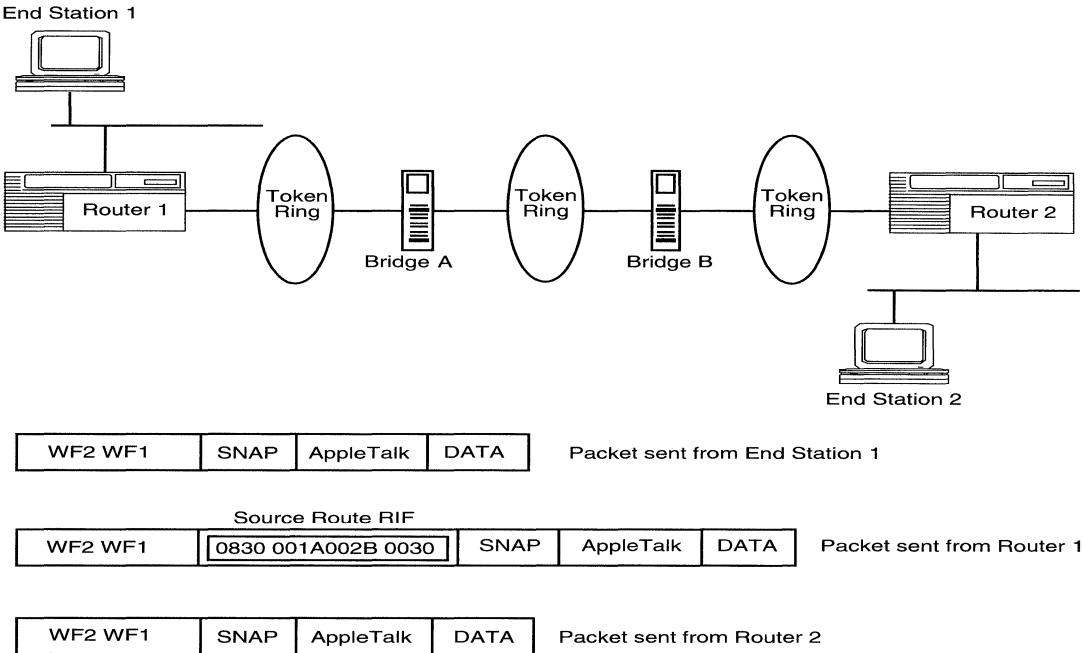 End Station 1
Router 1
Token
Ring
Bridge A
Token
Ring
Bridge B
Token
Ring
Router 2
End Station 2
WF2 WF1 SNAP AppleTalk DATA Packet sent from End Station 1
Source Route RIF
WF2 WF1 0830 001A002B 0030 SNAP AppleTalk DATA Packet sent from Router 1
WF2 WF1 SNAP AppleTalk DATA Packet sent from Router 2